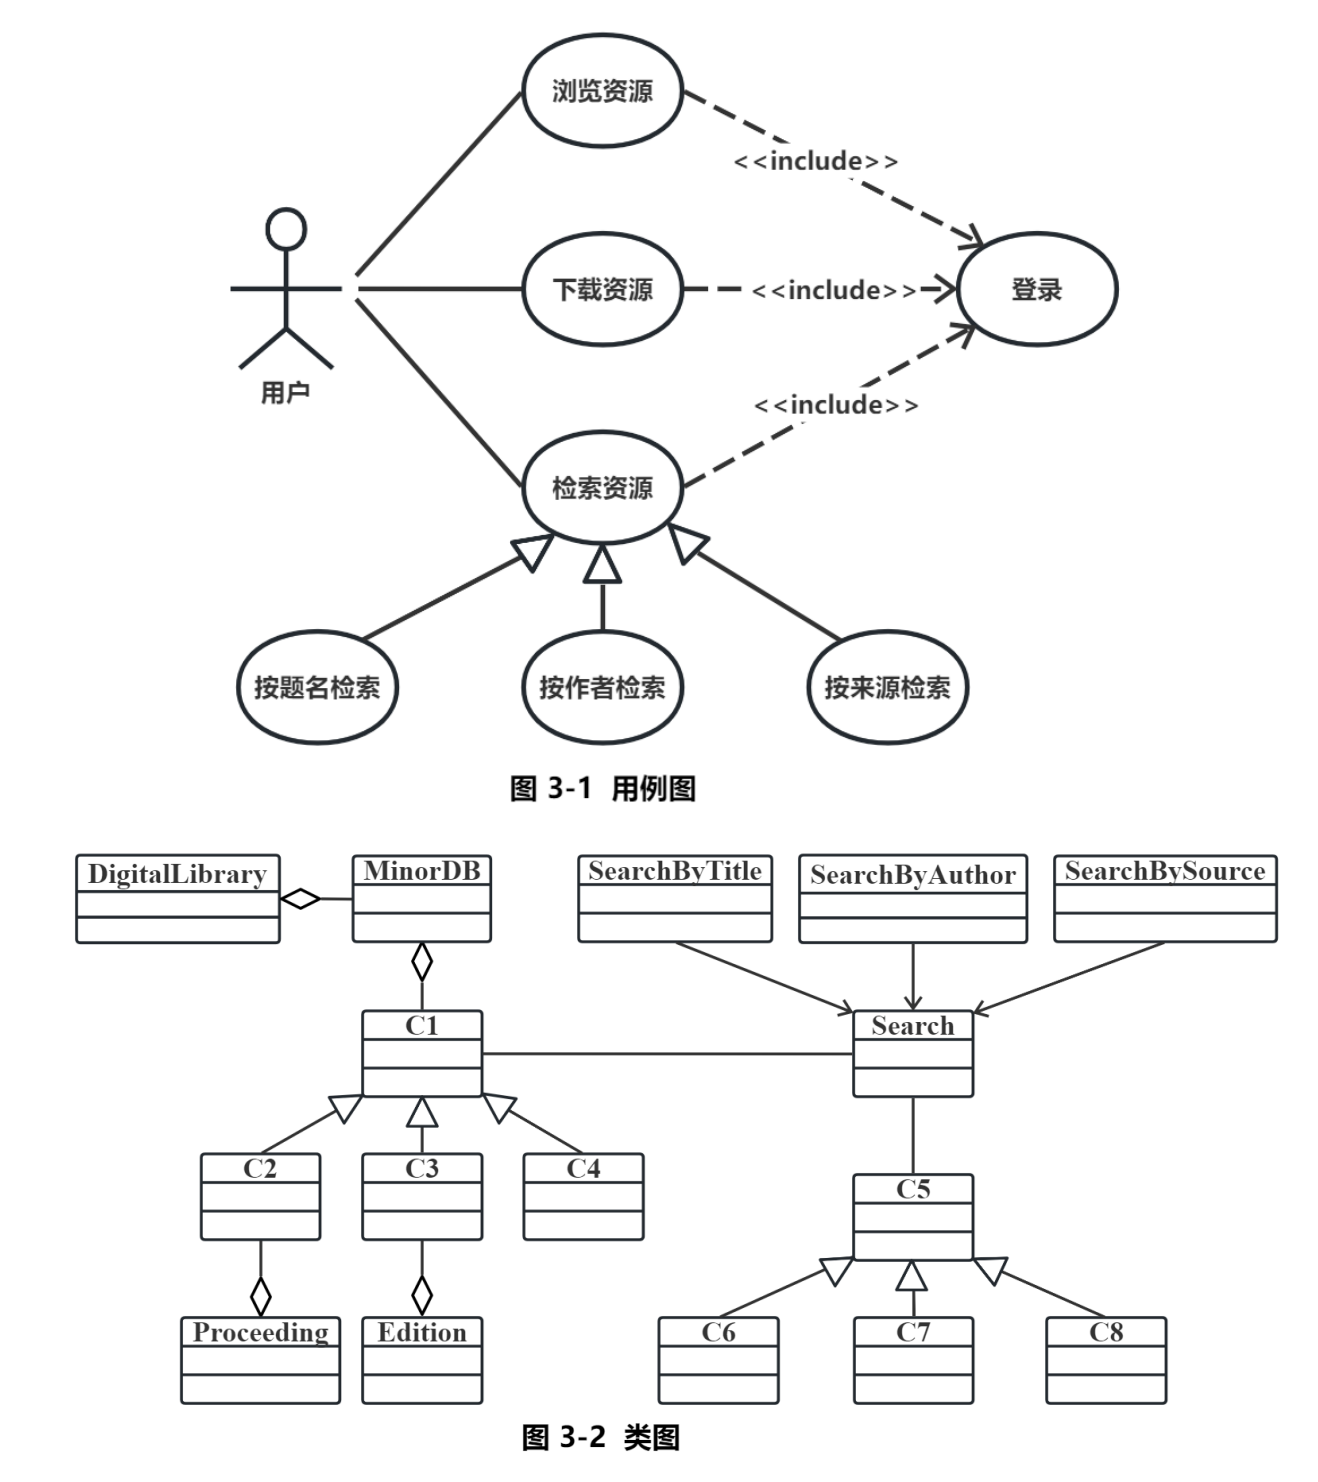 浏览资源
<<include>>
下载资源
<<include>>
登录
用户
<<include>>
检索资源
按题名检索
按作者检索
按来源检索
图 3-1 用例图
DigitalLibrary
MinorDB
SearchByTitle
SearchByAuthor
SearchBySource
C1
Search
C2
C3
C4
C5
Proceeding
Edition
C6
C7
C8
图 3-2 类图